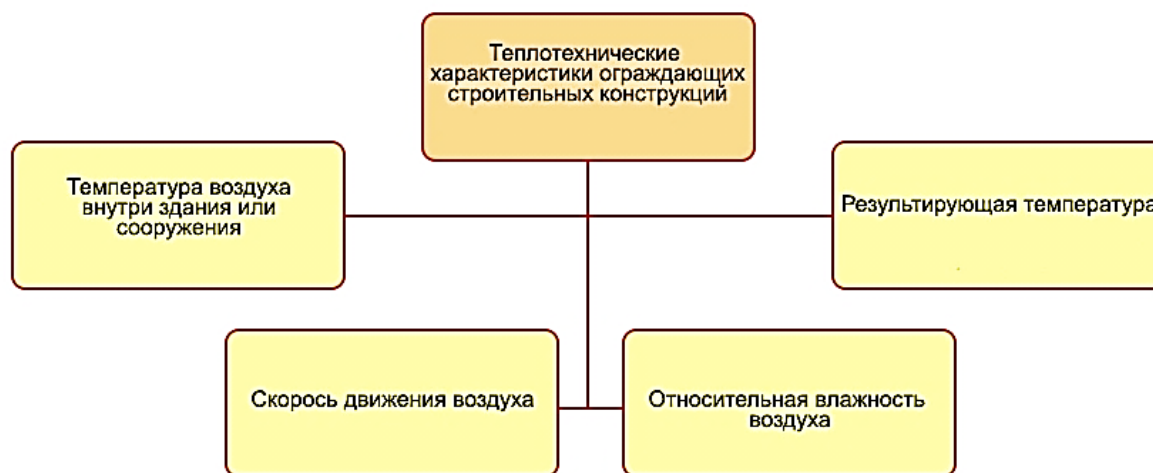 Теплотехнические
характеристики ограждающих
строительных конструкций
Температура воздуха
внутри здания или
сооружения
Результирующая температура
Скорось движения воздуха
Относительная влажность
воздуха